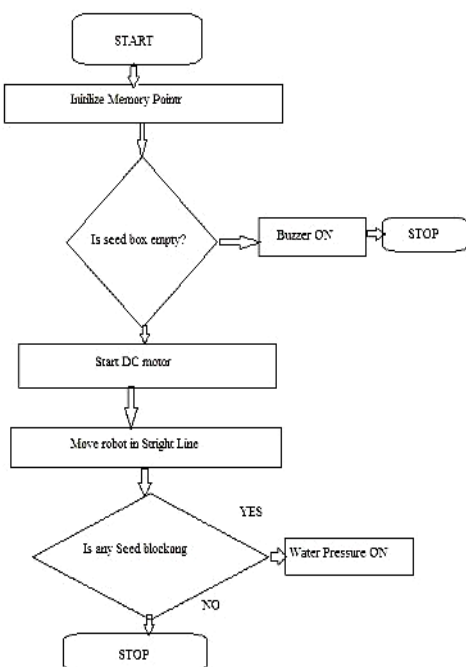 START
Initilize Memory Pointr
Is seed box empty?
Buzzer ON
STOP
Start DC motor
Move robot in Stright Line
YES
Is any Seed blockong
Water Pressure ON
NO
STOP